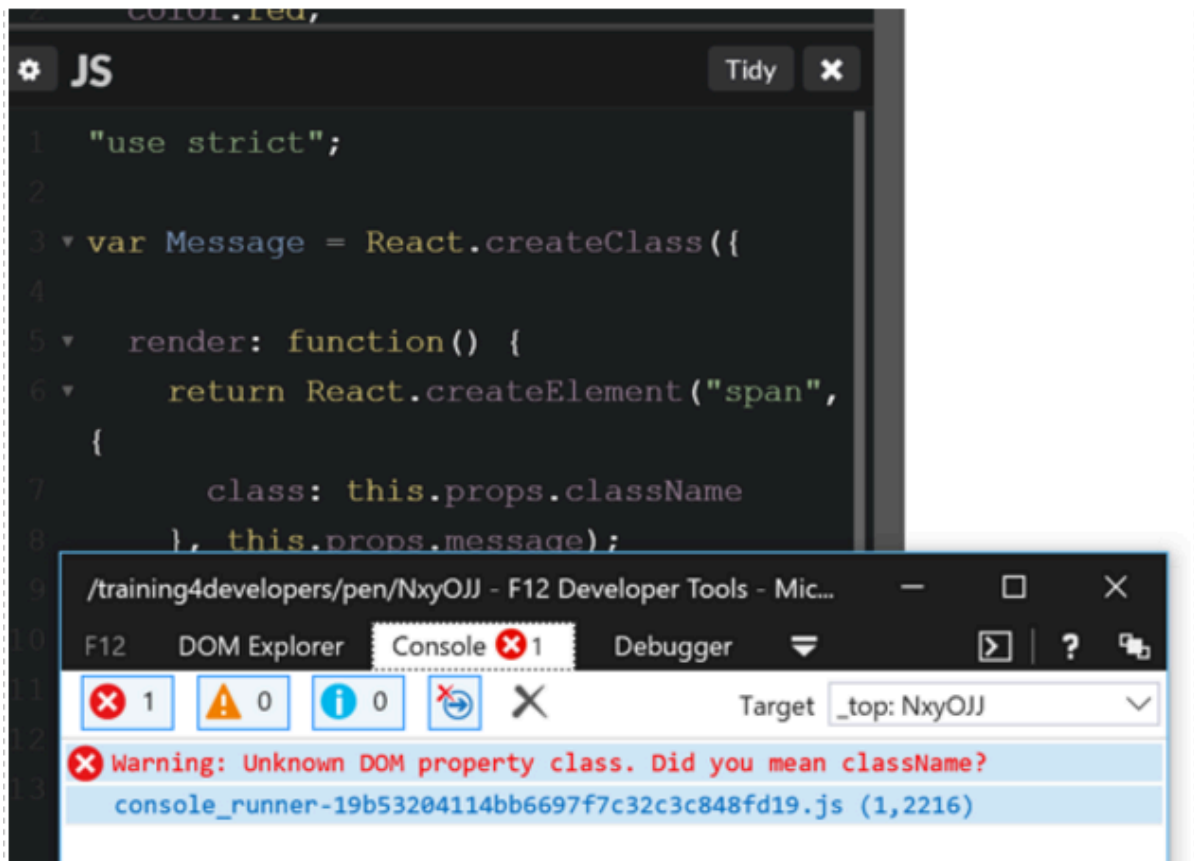 2 color.red,
JS Tidy
1 "use strict";
2
3 var Message = React.createClass({
4
5 render: function() {
6 return React.createElement("span",
{
7 class: this.props.className
8 }, this.props.message);
9
/training4developers/pen/NxyOJJ - F12 Developer Tools - Mic...
10
F12 DOM Explorer Console 1 Debugger ?
11
1 0 0 Target _top: NxyOJJ
12
Warning: Unknown DOM property class. Did you mean className?
13
console_runner-19b53204114bb6697f7c32c3c848fd19.js (1,2216)